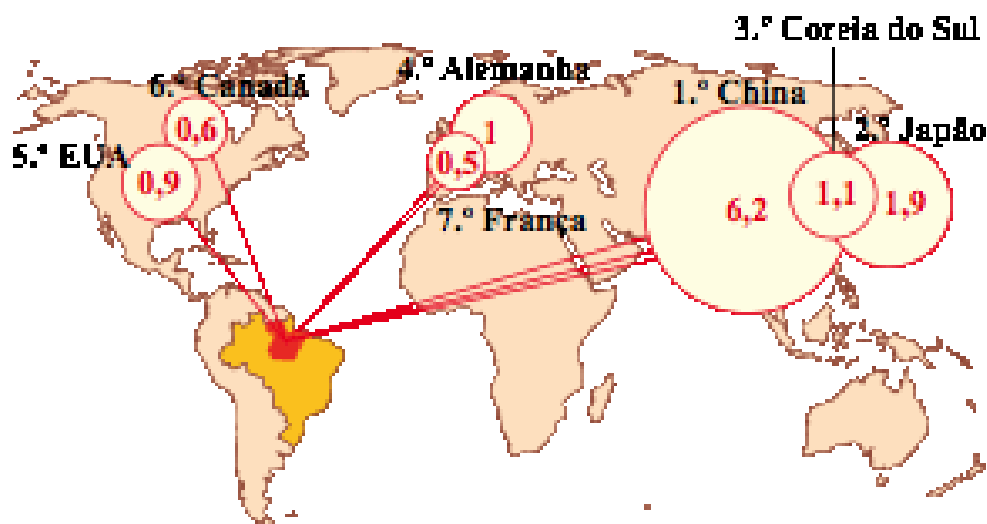 3.º Coreia do Sul
4.º Alemanha
6.º Canadá
1.º China
0,6
1
2.º Japão
5.º EUA
0,5
0,9
1,1
6,2
1,9
7.º França